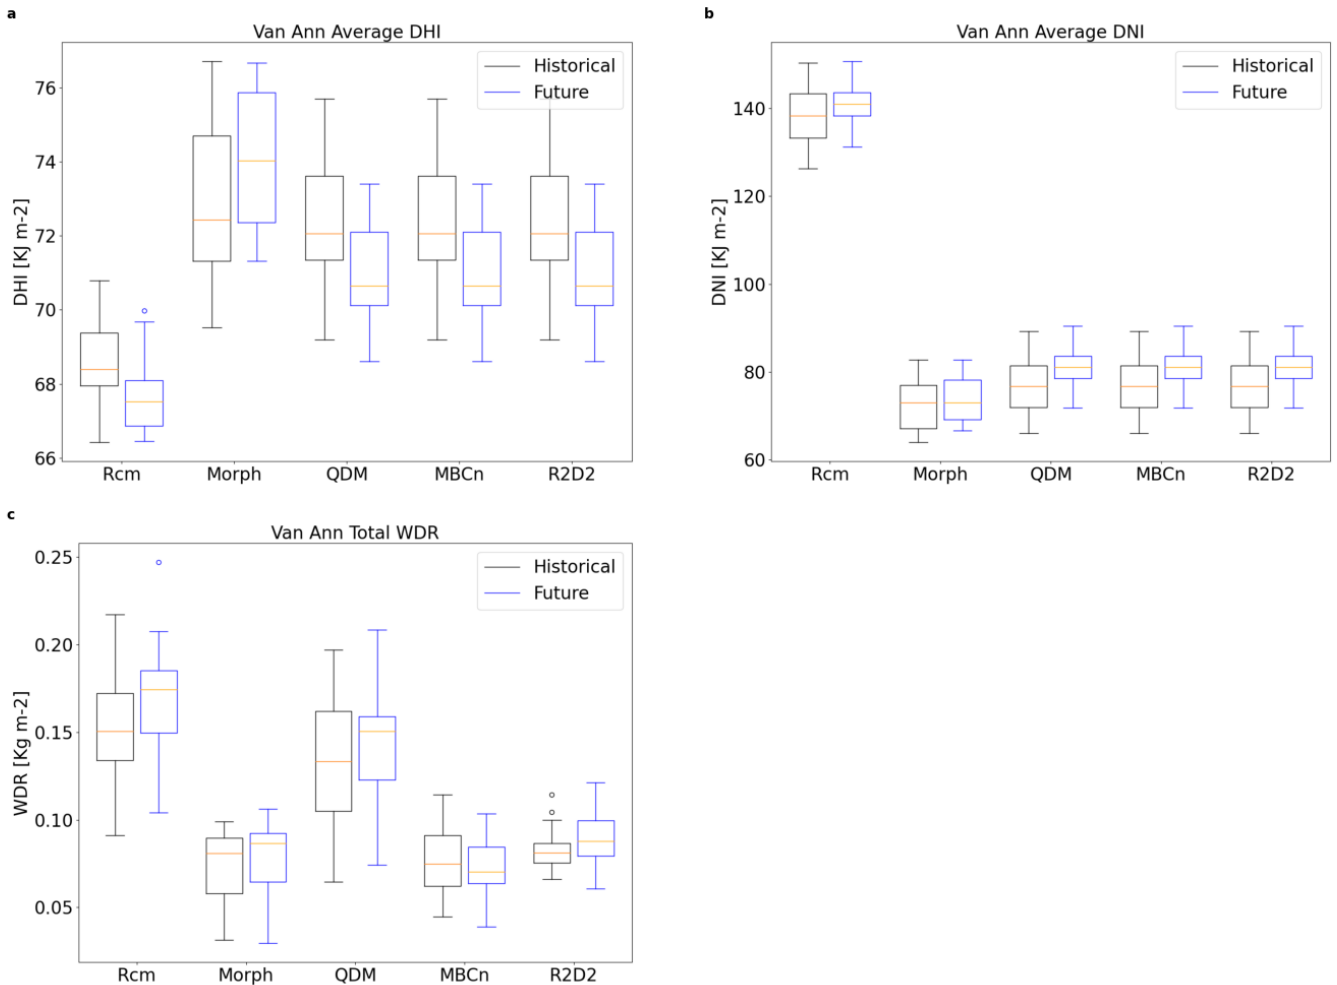 a
Van Ann Average DHI
Historical
Future
DHI [KJ m-2]
76
74
72
70
68
66
Rcm Morph QDM MBCn R2D2
b
Van Ann Average DNI
Historical
Future
DNI [KJ m-2]
140
120
100
80
60
Rcm Morph QDM MBCn R2D2
c
Van Ann Total WDR
Historical
Future
WDR [Kg m-2]
0.25
0.20
0.15
0.10
0.05
Rcm Morph QDM MBCn R2D2